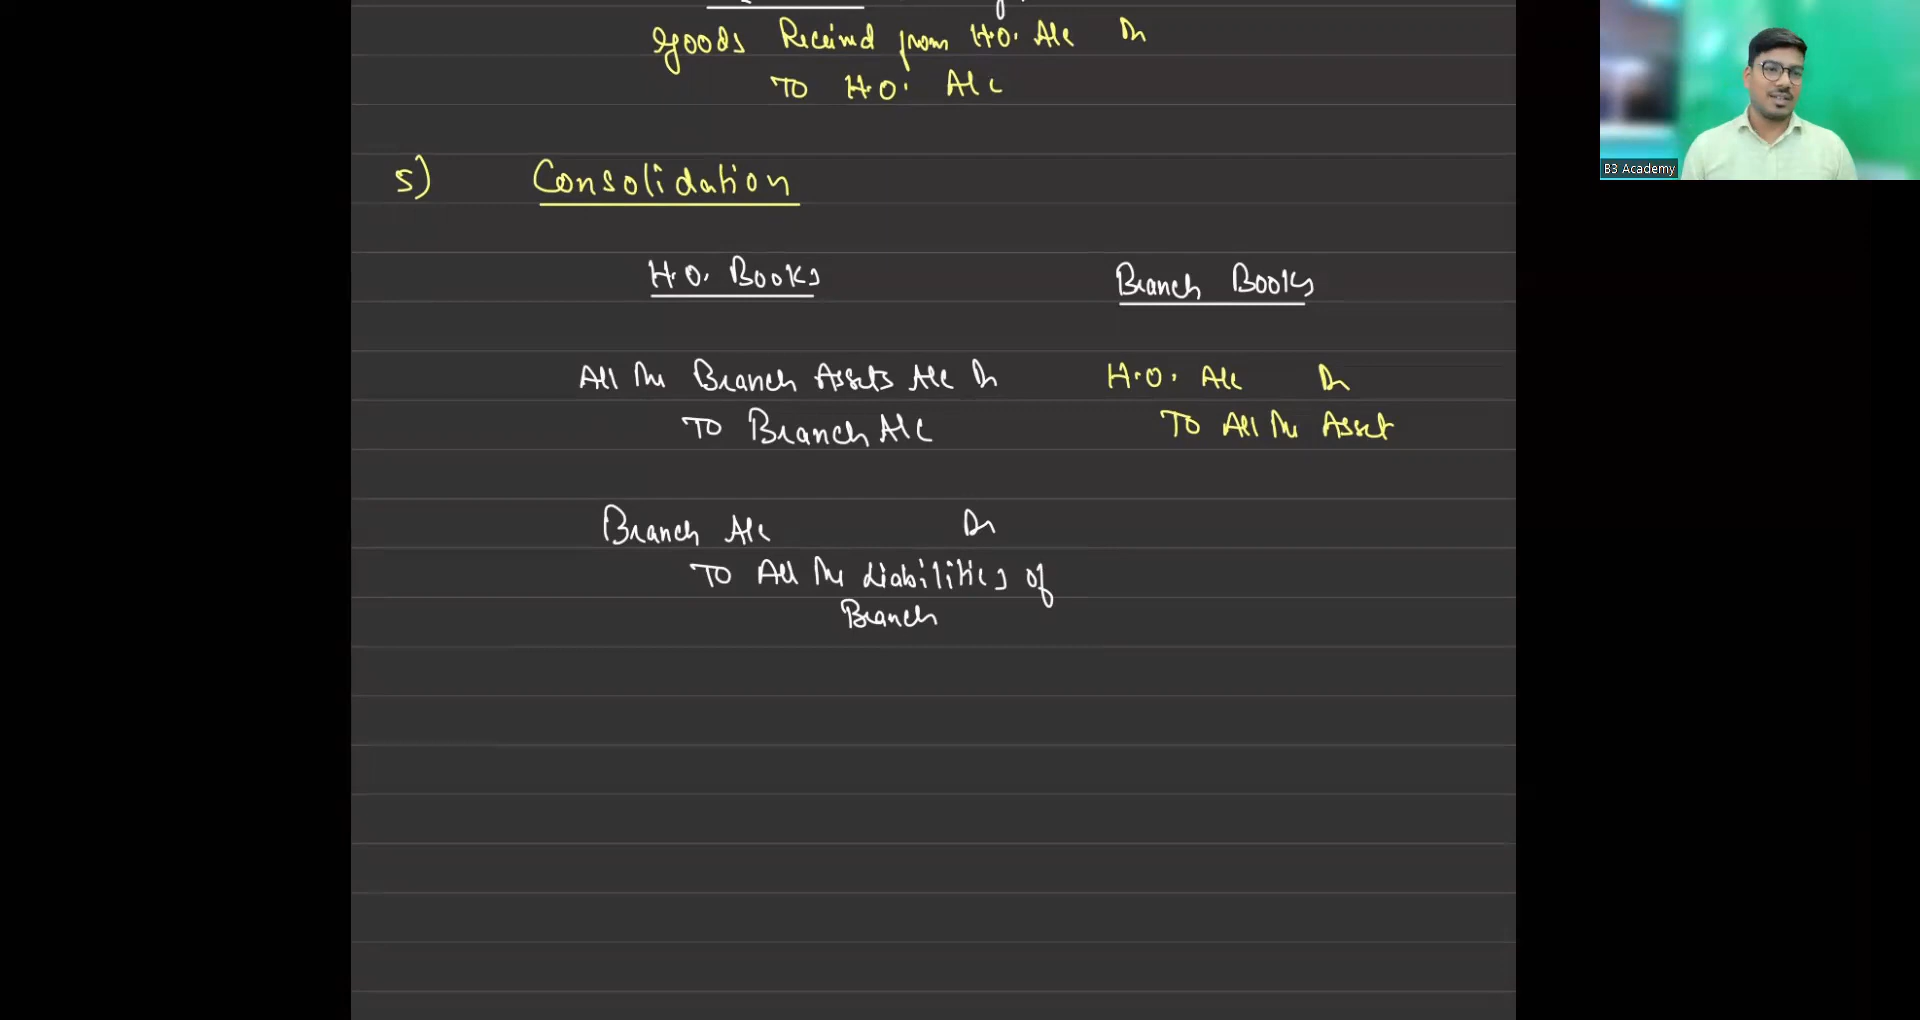 Goods Received from H.O. A/c Dr
To H.O. A/c
5) Consolidation
H.O. Books
Branch Books
All the Branch Assets A/c Dr
To Branch A/c
H.O. A/c Dr
To All the Asset
Branch A/c Dr
To All the Liabilities of
Branch
B3 Academy